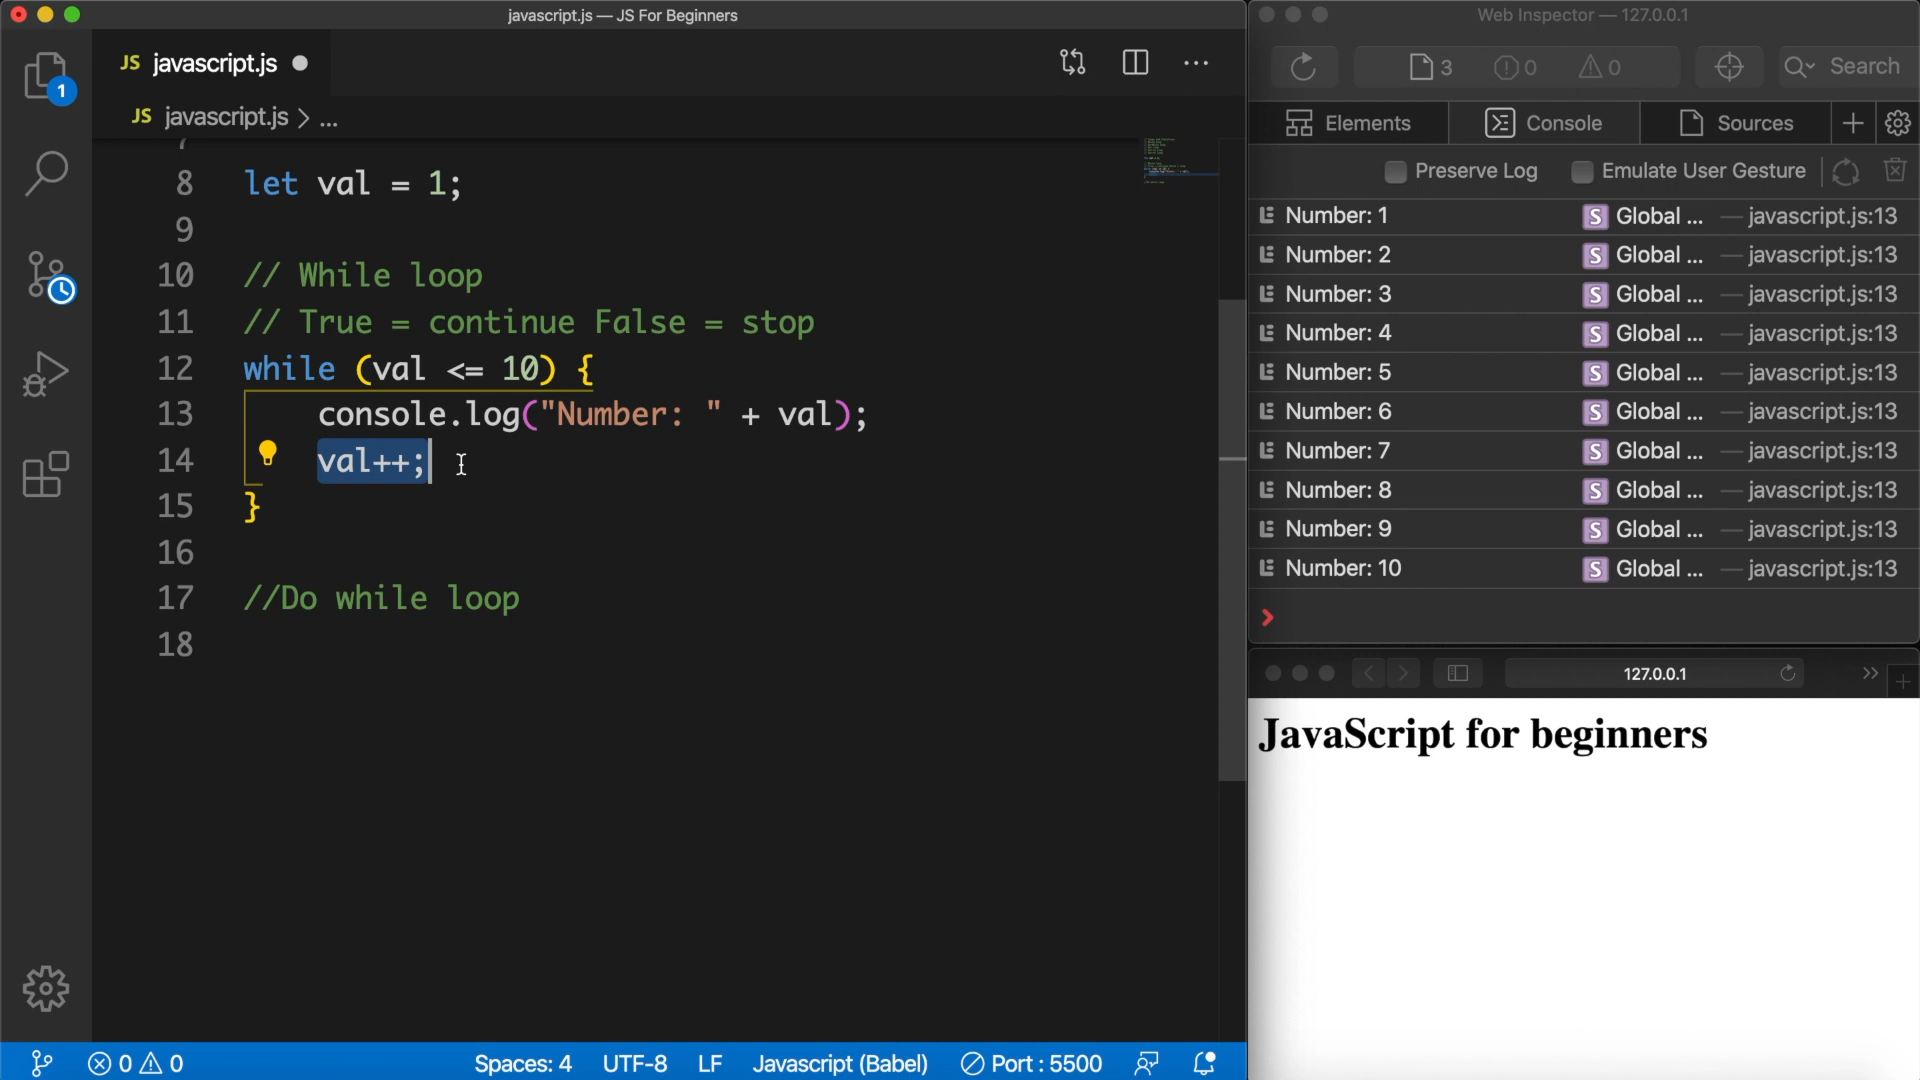 javascript.js — JS For Beginners
JS javascript.js
JS javascript.js > ...
1
7
8 let val = 1;
9
10 // While loop
11 // True = continue False = stop
12 while (val <= 10) {
13 console.log("Number: " + val);
14 val++;
15 }
16
17 //Do while loop
18
0 0
Spaces: 4 UTF-8 LF Javascript (Babel) Port : 5500
Web Inspector — 127.0.0.1
3 0 0 Search
Elements Console Sources
Preserve Log Emulate User Gesture
Number: 1 S Global ... — javascript.js:13
Number: 2 S Global ... — javascript.js:13
Number: 3 S Global ... — javascript.js:13
Number: 4 S Global ... — javascript.js:13
Number: 5 S Global ... — javascript.js:13
Number: 6 S Global ... — javascript.js:13
Number: 7 S Global ... — javascript.js:13
Number: 8 S Global ... — javascript.js:13
Number: 9 S Global ... — javascript.js:13
Number: 10 S Global ... — javascript.js:13
127.0.0.1
JavaScript for beginners